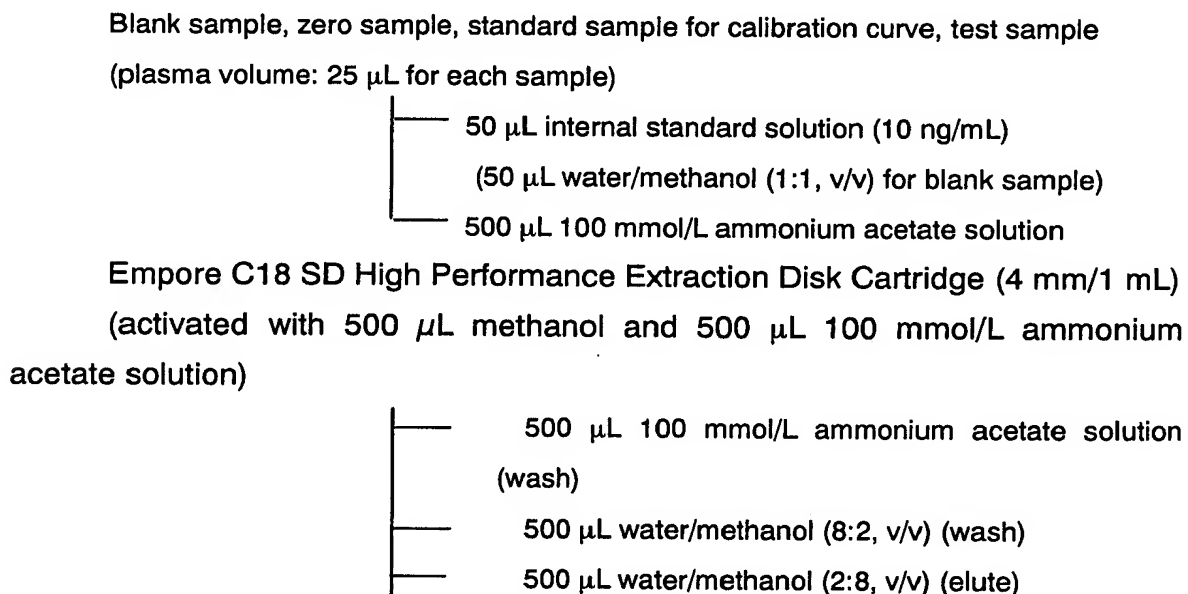 Blank sample, zero sample, standard sample for calibration curve, test sample
(plasma volume: 25 μL for each sample)
50 μL internal standard solution (10 ng/mL)
(50 μL water/methanol (1:1, v/v) for blank sample)
500 μL 100 mmol/L ammonium acetate solution
Empore C18 SD High Performance Extraction Disk Cartridge (4 mm/1 mL)
(activated with 500 μL methanol and 500 μL 100 mmol/L ammonium
acetate solution)
500 μL 100 mmol/L ammonium acetate solution
(wash)
500 μL water/methanol (8:2, v/v) (wash)
500 μL water/methanol (2:8, v/v) (elute)